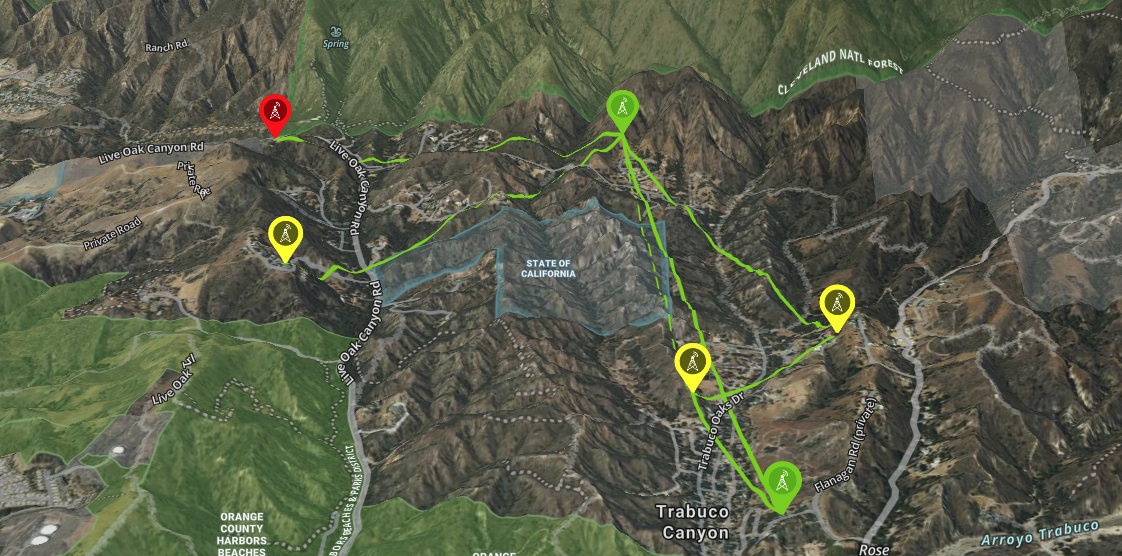 Ranch Rd
Spring
CLEVELAND NATL FOREST
Live Oak Canyon Rd
Live Oak Canyon Rd
Private Rd
Private Road
STATE OF
CALIFORNIA
Live Oak Canyon Rd
Live Oak
Trabuco Oaks Dr
Flanagan Rd (private)
BORS BEACHES & PARKS DISTRICT
Trabuco
Canyon
ORANGE
COUNTY
HARBORS
BEACHES
ORANGE
Rose
Arroyo Trabuco